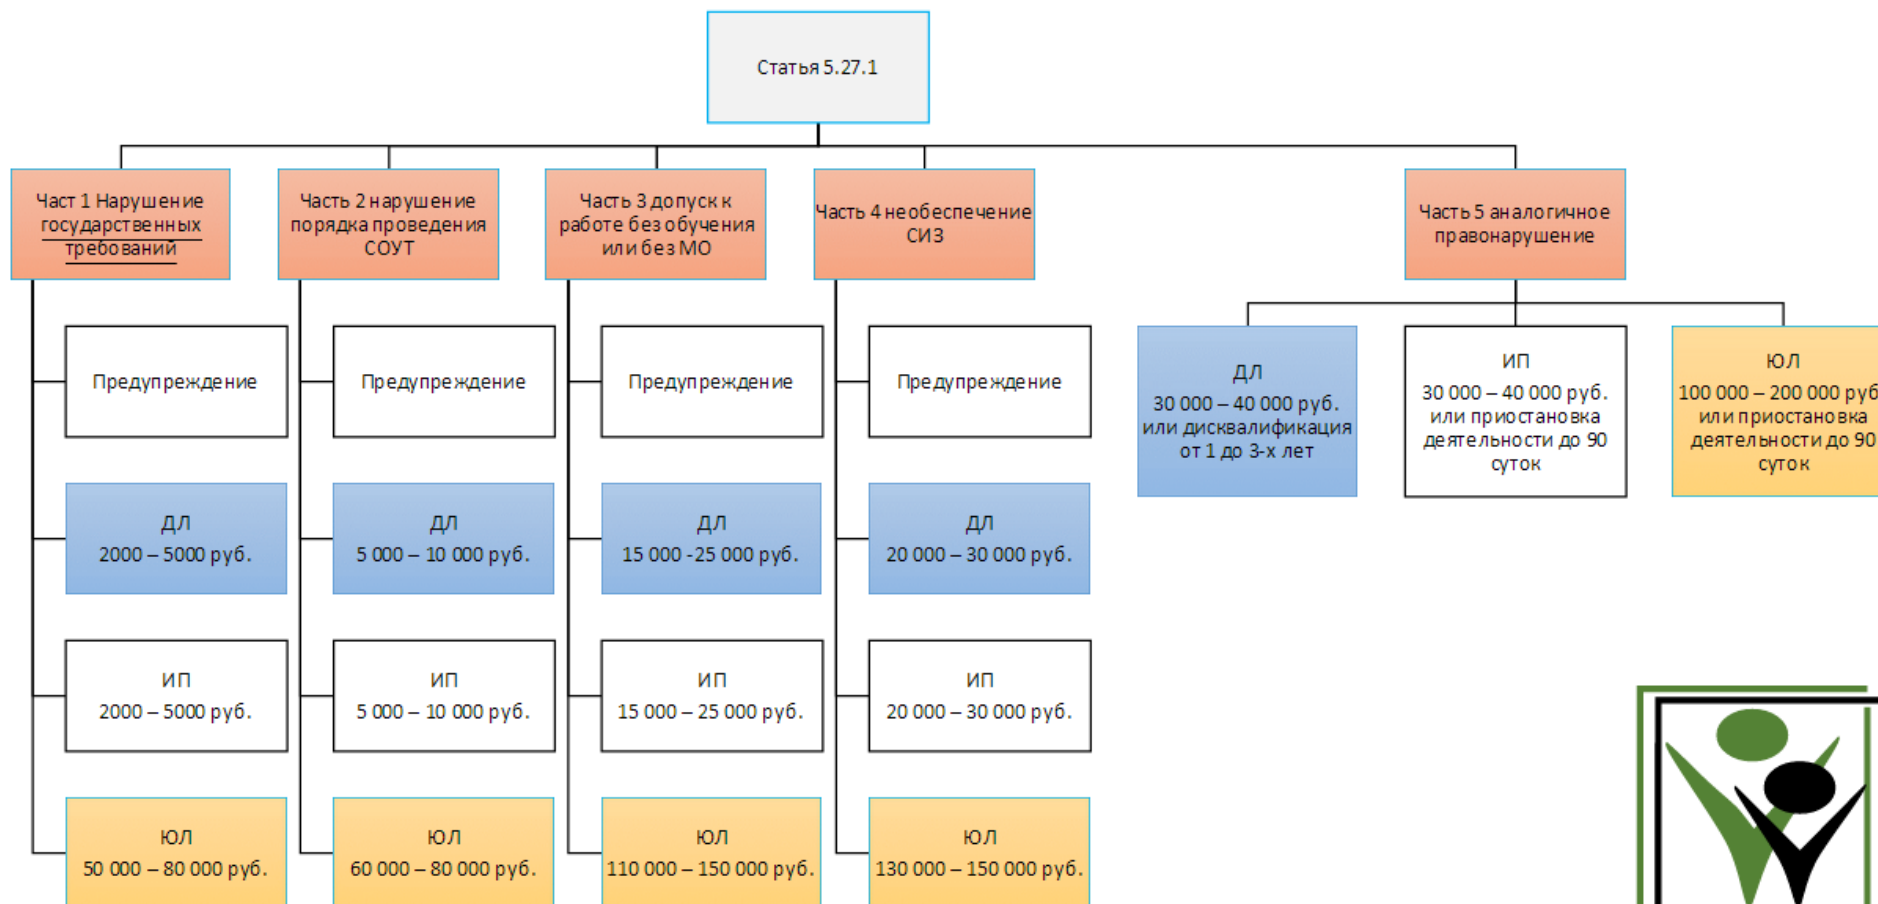 Статья 5.27.1
Част 1 Нарушение
государственных
требований
Часть 2 нарушение
порядка проведения
СОУТ
Часть 3 допуск к
работе без обучения
или без МО
Часть 4 необеспечение
СИЗ
Часть 5 аналогичное
правонарушение
Предупреждение
Предупреждение
Предупреждение
Предупреждение
ДЛ
30 000 – 40 000 руб.
или дисквалификация
от 1 до 3-х лет
ИП
30 000 – 40 000 руб.
или приостановка
деятельности до 90
суток
ЮЛ
100 000 – 200 000 руб
или приостановка
деятельности до 90
суток
ДЛ
2000 – 5000 руб.
ДЛ
5 000 – 10 000 руб.
ДЛ
15 000 -25 000 руб.
ДЛ
20 000 – 30 000 руб.
ИП
2000 – 5000 руб.
ИП
5 000 – 10 000 руб.
ИП
15 000 – 25 000 руб.
ИП
20 000 – 30 000 руб.
ЮЛ
50 000 – 80 000 руб.
ЮЛ
60 000 – 80 000 руб.
ЮЛ
110 000 – 150 000 руб.
ЮЛ
130 000 – 150 000 руб.